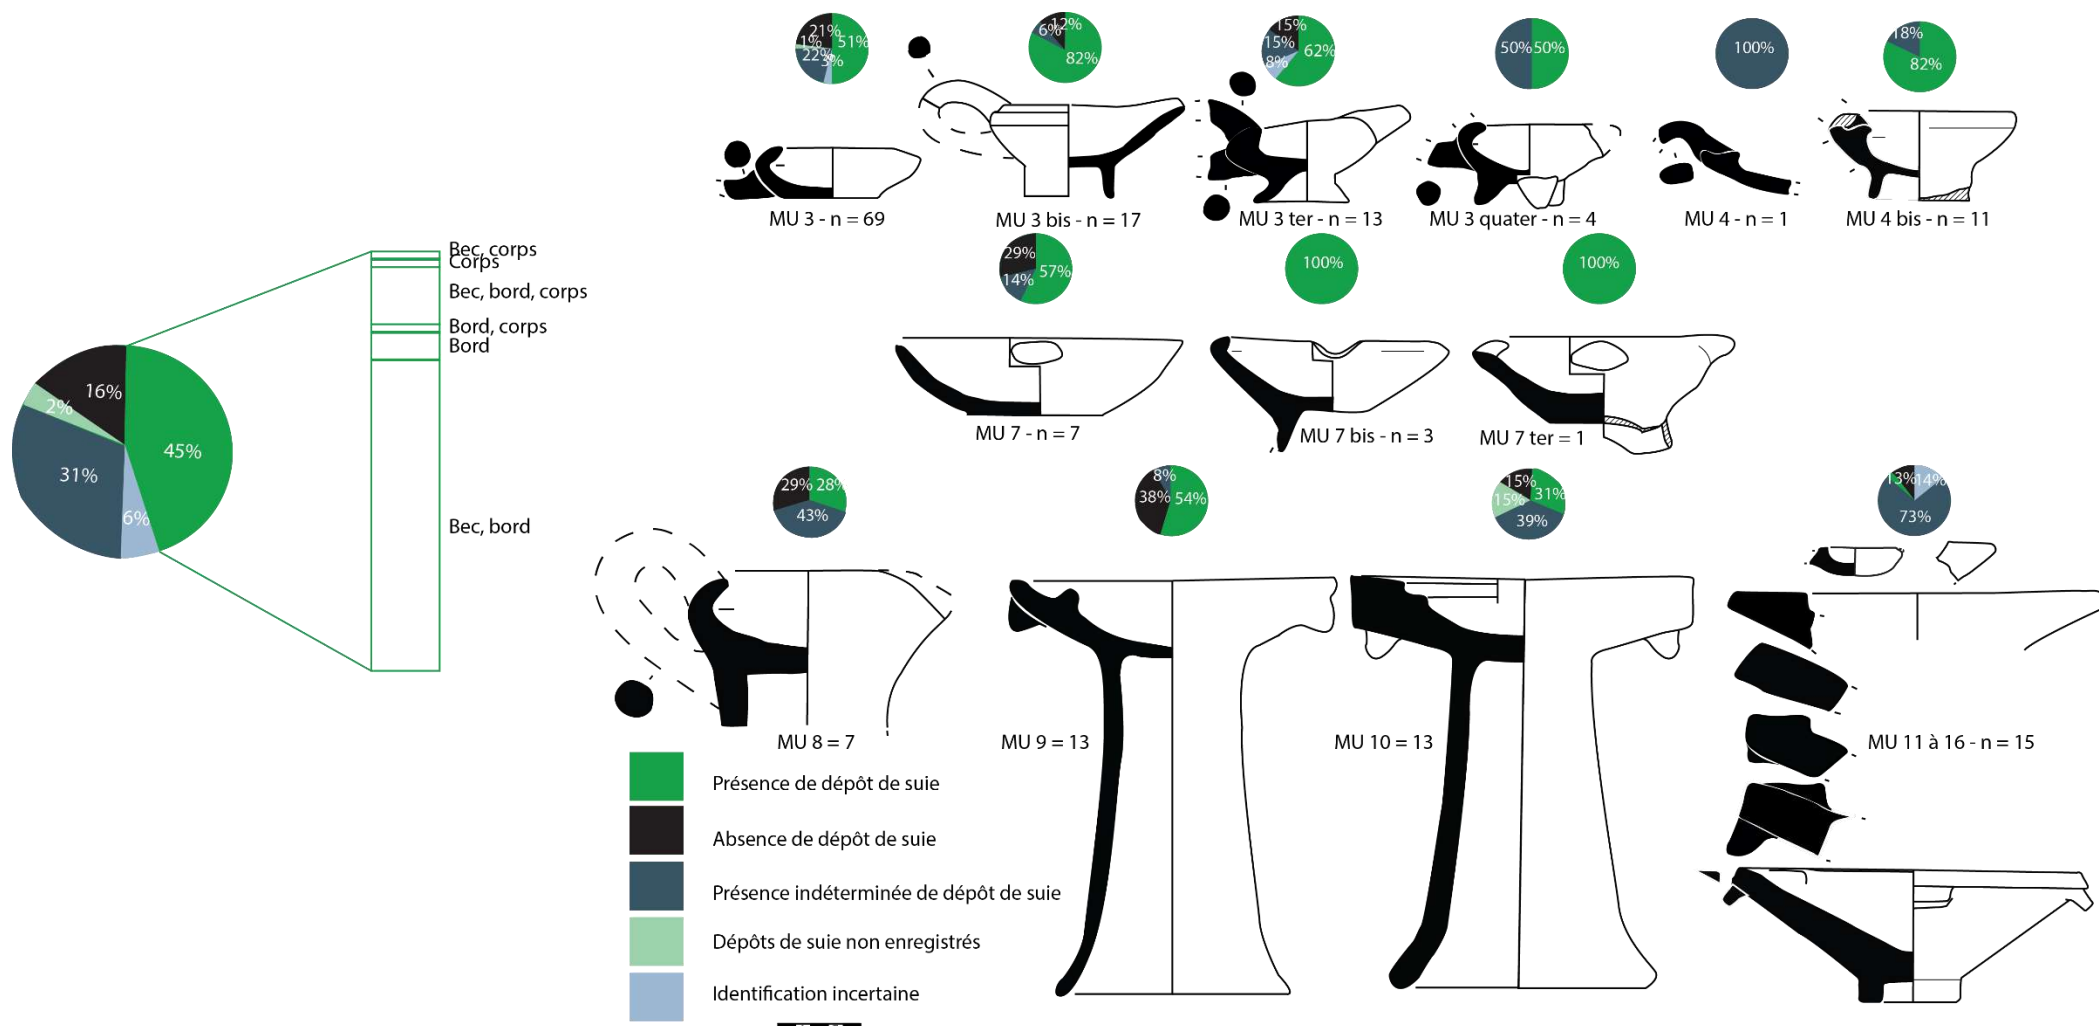 21%
51%
1%
22%
3%
12%
6%
82%
15%
15%
62%
8%
50%
50%
100%
18%
82%
MU 3 - n = 69
MU 3 bis - n = 17
MU 3 ter - n = 13
MU 3 quater - n = 4
MU 4 - n = 1
MU 4 bis - n = 11
Bec, corps
Corps
Bec, bord, corps
Bord, corps
Bord
Bec, bord
16%
2%
45%
31%
6%
29%
57%
14%
100%
100%
MU 7 - n = 7
MU 7 bis - n = 3
MU 7 ter = 1
29%
28%
43%
8%
38%
54%
15%
31%
15%
39%
13%
14%
73%
MU 8 = 7
MU 9 = 13
MU 10 = 13
MU 11 à 16 - n = 15
Présence de dépôt de suie
Absence de dépôt de suie
Présence indéterminée de dépôt de suie
Dépôts de suie non enregistrés
Identification incertaine